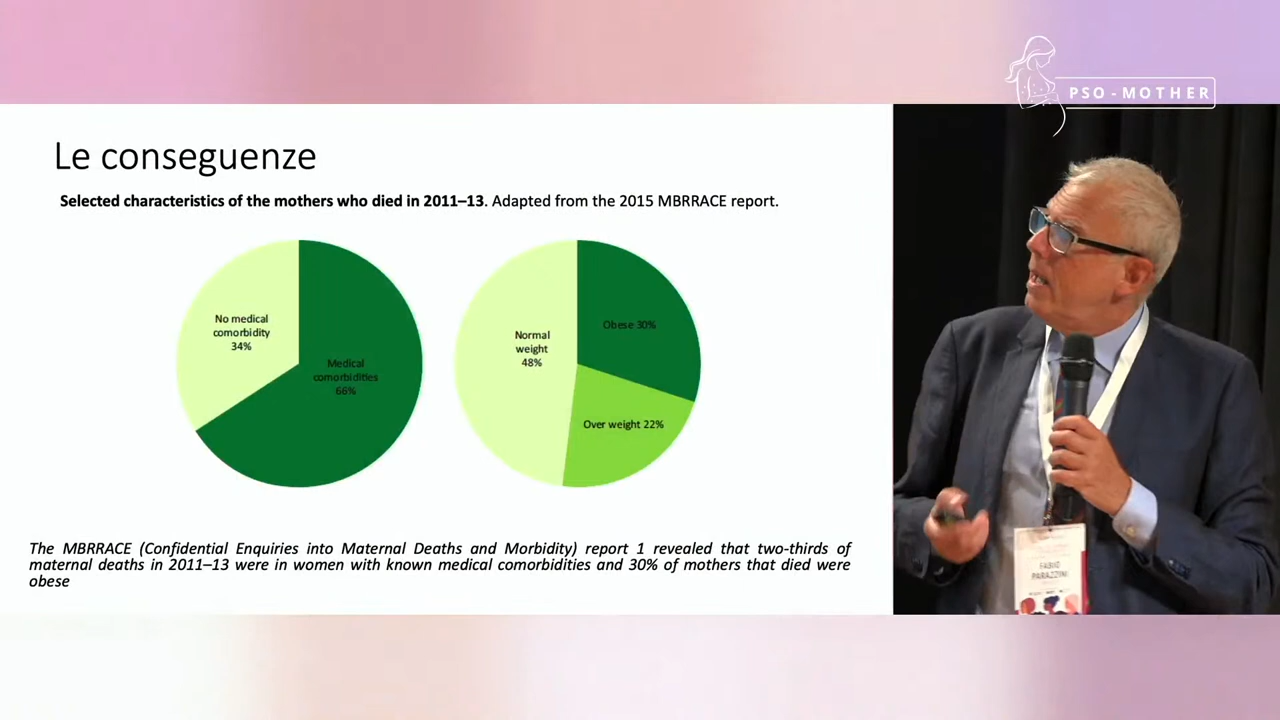 PSO-MOTHER
Le conseguenze
Selected characteristics of the mothers who died in 2011–13. Adapted from the 2015 MBRRACE report.
No medical
comorbidity
34%
Medical
comorbidities
66%
Normal
weight
48%
Obese 30%
Over weight 22%
The MBRRACE (Confidential Enquiries into Maternal Deaths and Morbidity) report 1 revealed that two-thirds of
maternal deaths in 2011–13 were in women with known medical comorbidities and 30% of mothers that died were
obese
FABIO
PARAZZINI